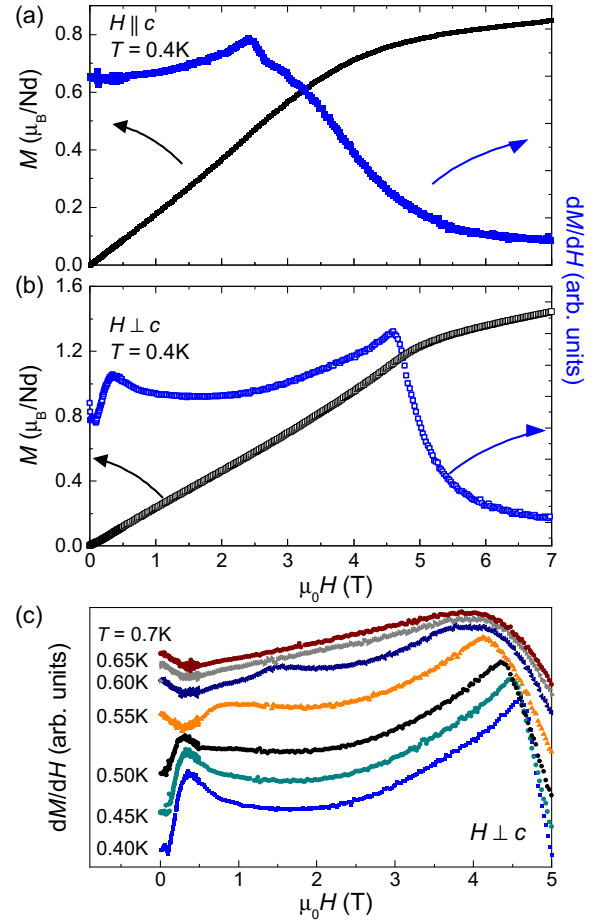 (a)
H ∥ c
T = 0.4K
M (μB/Nd)
0.8
0.6
0.4
0.2
0.0
dM/dH (arb. units)
(b)
H ⊥ c
T = 0.4K
M (μB/Nd)
1.6
1.2
0.8
0.4
0.0
0 1 2 3 4 5 6 7
μ0H (T)
(c)
dM/dH (arb. units)
T = 0.7K
0.65K
0.60K
0.55K
0.50K
0.45K
0.40K
H ⊥ c
0 1 2 3 4 5
μ0H (T)